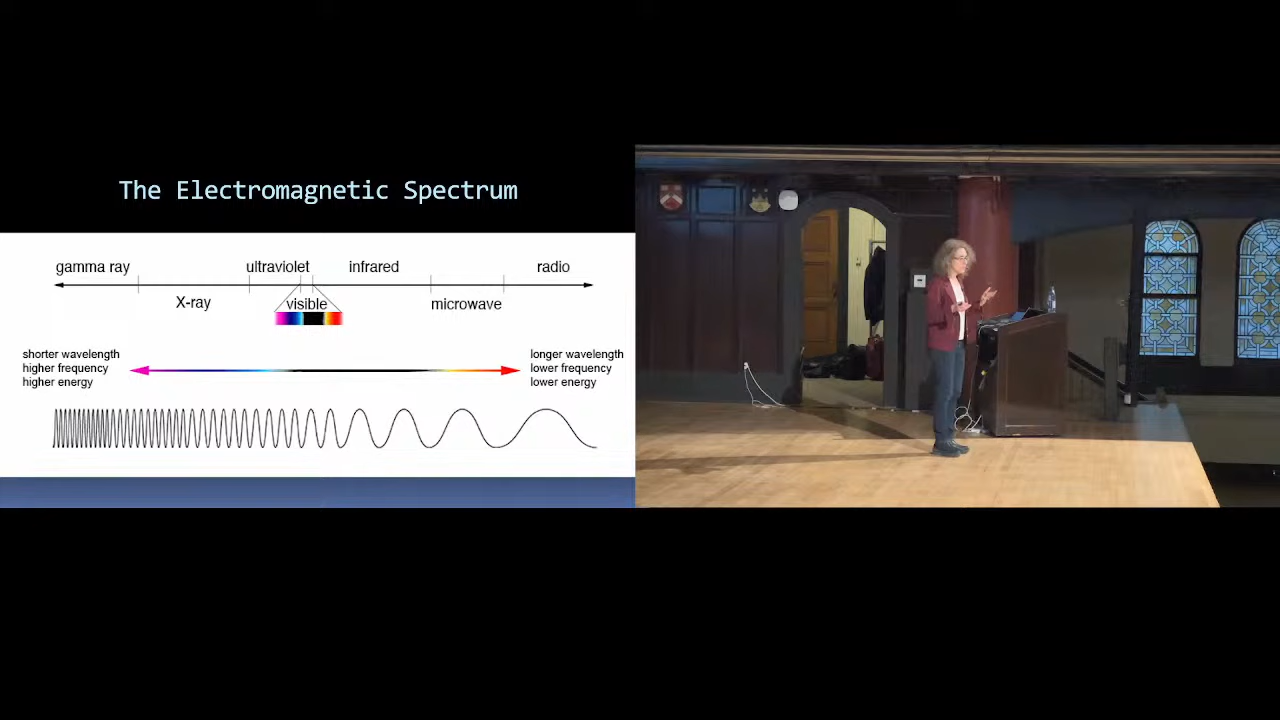 The Electromagnetic Spectrum
gamma ray
ultraviolet
infrared
radio
X-ray
visible
microwave
shorter wavelength
higher frequency
higher energy
longer wavelength
lower frequency
lower energy